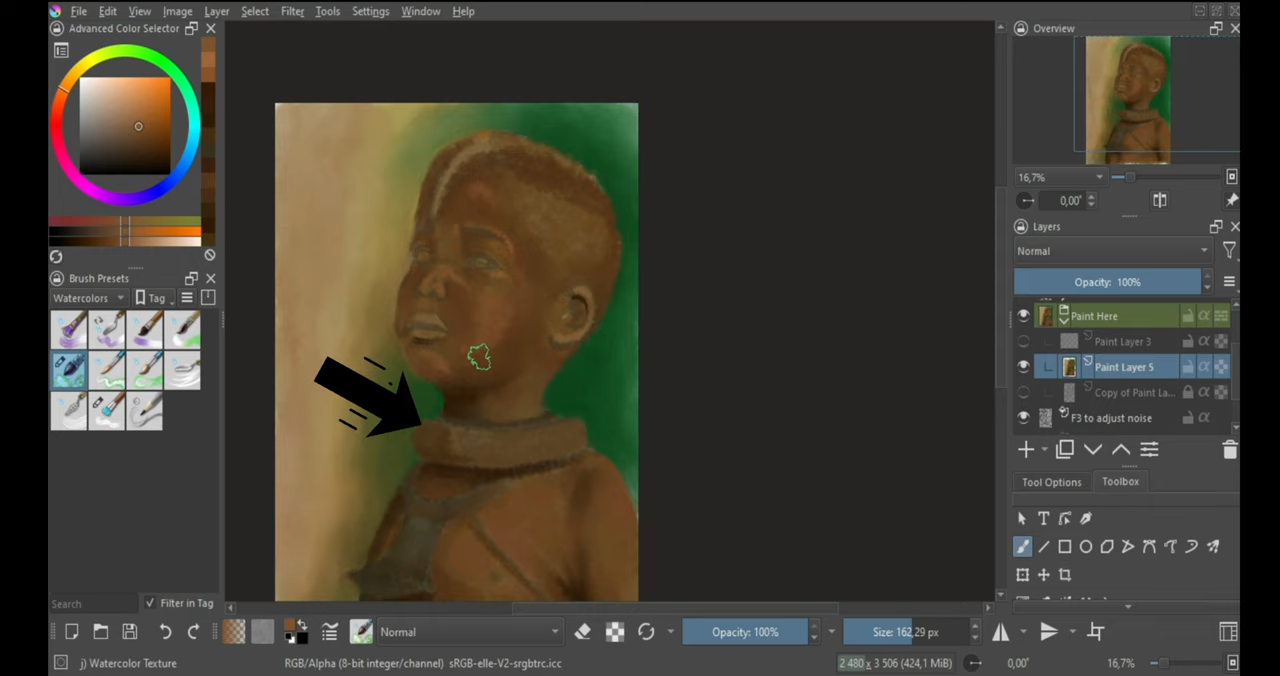 File Edit View Image Layer Select Filter Tools Settings Window Help
Advanced Color Selector
Overview
16,7%
0,00°
Layers
Normal
Opacity: 100%
Paint Here
Paint Layer 3
Paint Layer 5
Copy of Paint La...
F3 to adjust noise
Tool Options Toolbox
Brush Presets
Watercolors Tag
Search Filter in Tag
Normal Opacity: 100% Size: 162,29 px
j) Watercolor Texture RGB/Alpha (8-bit integer/channel) sRGB-elle-V2-srgbtrc.icc 2 480 x 3 506 (424,1 MiB) 0,00° 16,7%